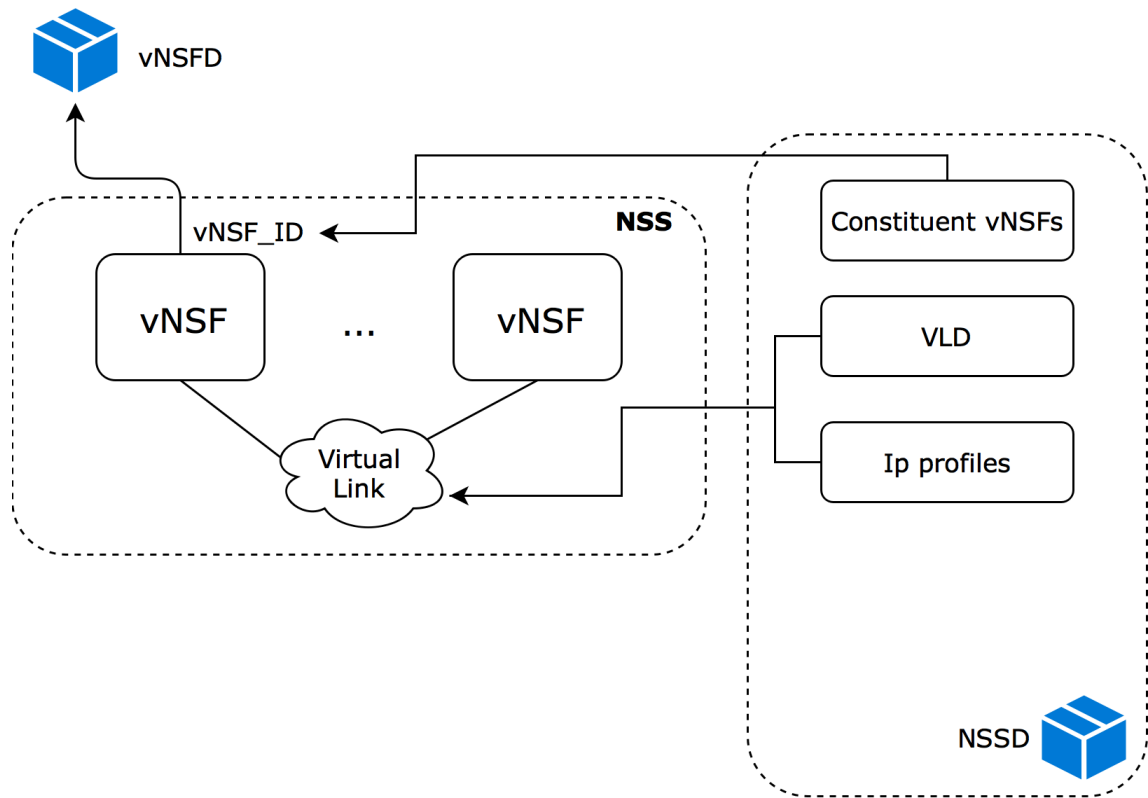 vNSFD
NSS
vNSF_ID
vNSF
...
vNSF
Virtual
Link
Constituent vNSFs
VLD
Ip profiles
NSSD